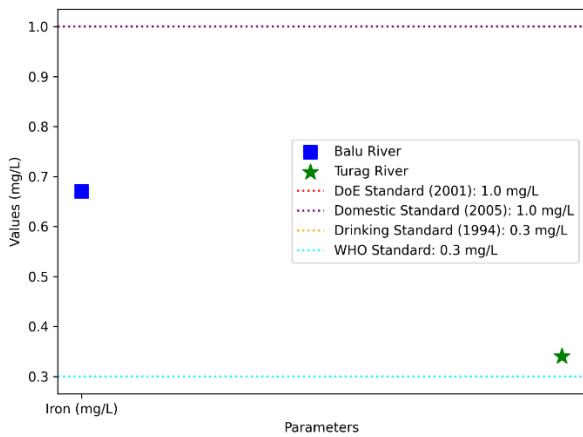 1.0
0.9
0.8
0.7
0.6
0.5
0.4
0.3
Values (mg/L)
Balu River
Turag River
DoE Standard (2001): 1.0 mg/L
Domestic Standard (2005): 1.0 mg/L
Drinking Standard (1994): 0.3 mg/L
WHO Standard: 0.3 mg/L
Iron (mg/L)
Parameters